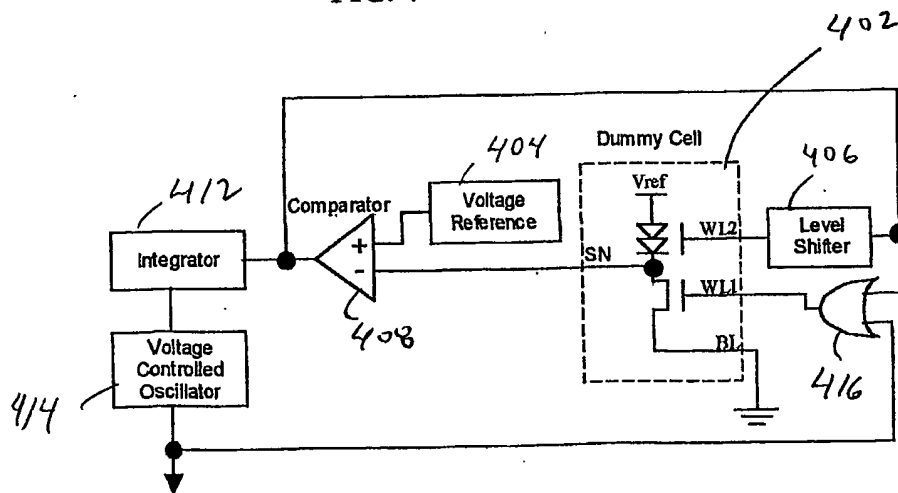 402
Dummy Cell
404
406
412
Comparator
Voltage
Reference
Vref
Level
Shifter
WL2
Integrator
+
-
SN
WL1
408
Voltage
Controlled
Oscillator
BL
416
414